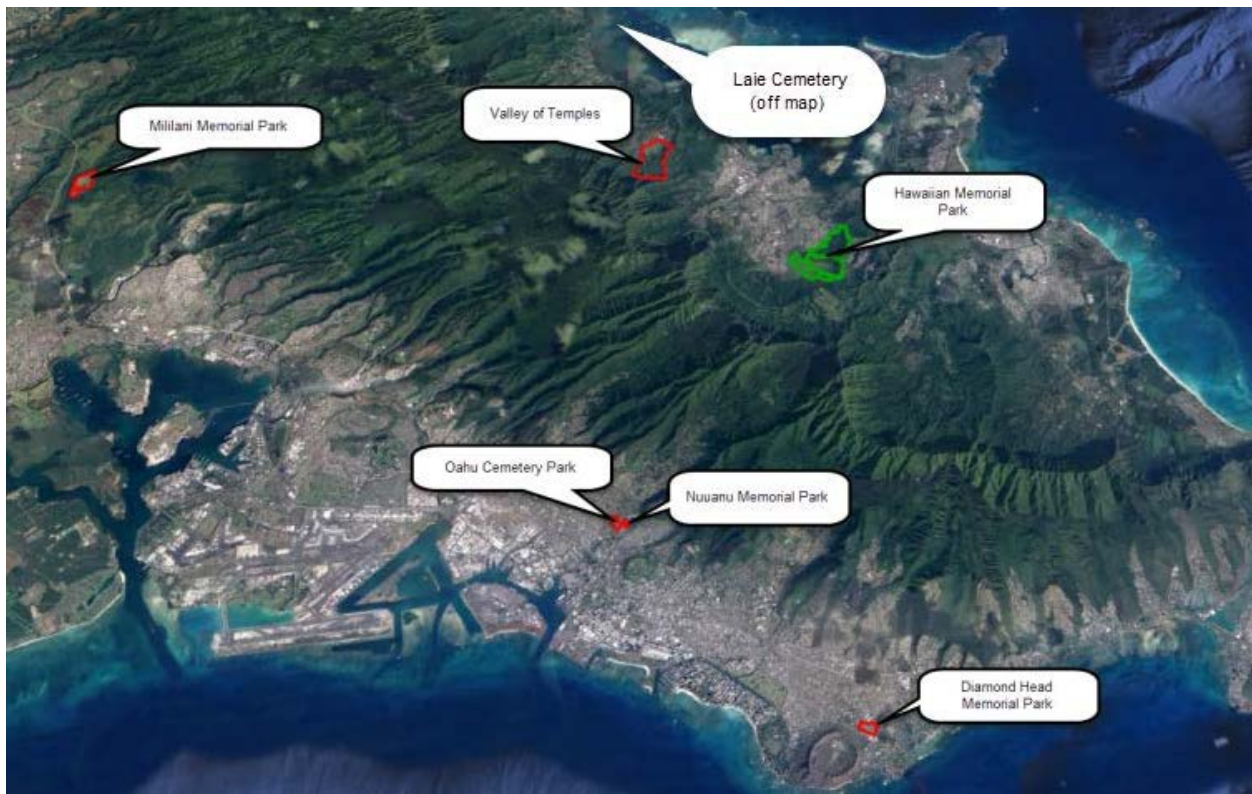 Laie Cemetery
(off map)
Valley of Temples
Mililani Memorial Park
Hawaiian Memorial
Park
Oahu Cemetery Park
Nuuanu Memorial Park
Diamond Head
Memorial Park